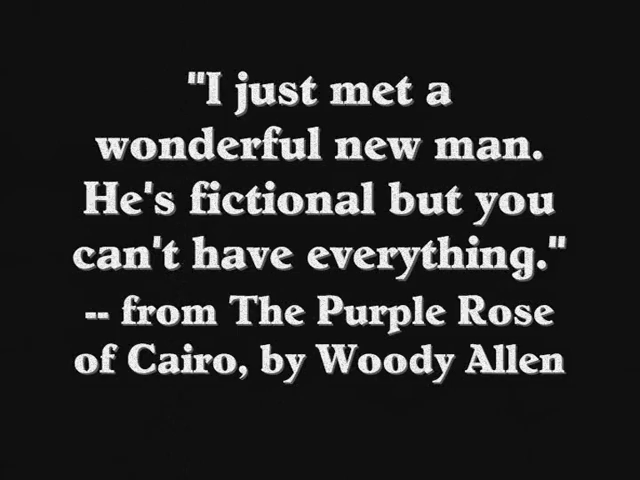 "I just met a
wonderful new man.
He's fictional but you
can't have everything."
-- from The Purple Rose
of Cairo, by Woody Allen